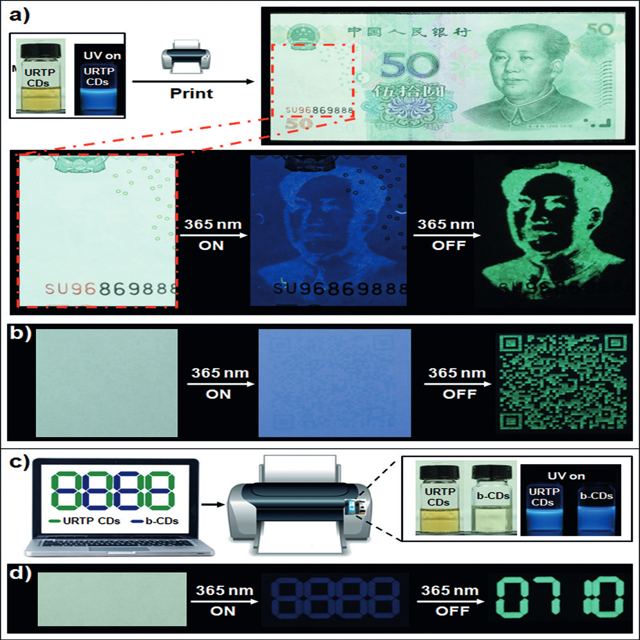 a)
URTP
CDs
UV on
URTP
CDs
Print
50
中国人民银行
50
伍拾圆
SU96869888
50
SU96869888
365 nm
ON
SU96869888
365 nm
OFF
b)
365 nm
ON
365 nm
OFF
c)
8888
URTP CDs
b-CDs
URTP
CDs
b-CDs
UV on
URTP
CDs
b-CDs
d)
365 nm
ON
8888
365 nm
OFF
0710